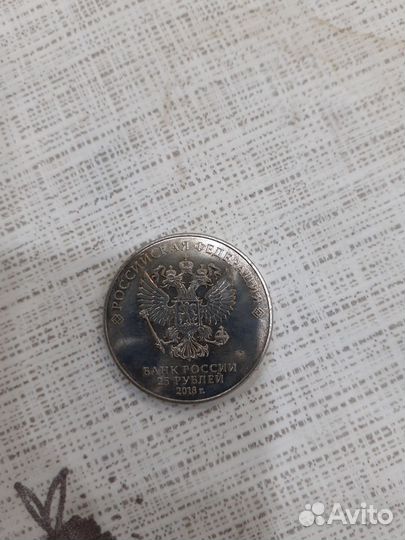 РОССИЙСКАЯ ФЕДЕРАЦИЯ
БАНК РОССИИ
25 РУБЛЕЙ
2018 г.
Avito